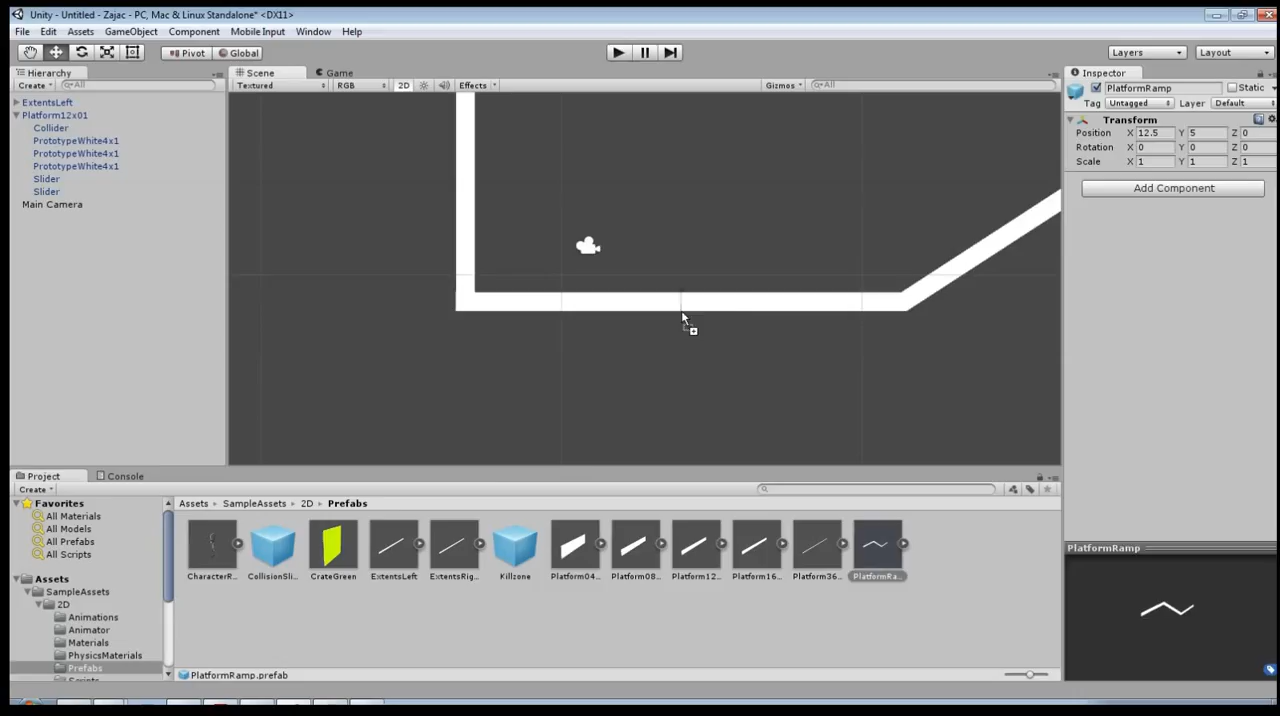 Unity - Untitled - Zajac - PC, Mac & Linux Standalone* <DX11>
File Edit Assets GameObject Component Mobile Input Window Help
Pivot Global Layers Layout
Hierarchy
Create All
ExtentsLeft
Platform12x01
Collider
PrototypeWhite4x1
PrototypeWhite4x1
PrototypeWhite4x1
Slider
Slider
Main Camera
Scene Game
Textured RGB 2D Effects Gizmos All
Inspector
PlatformRamp Static
Tag Untagged Layer Default
Transform
Position X 12.5 Y 5 Z 0
Rotation X 0 Y 0 Z 0
Scale X 1 Y 1 Z 1
Add Component
Project Console
Create
Favorites
All Materials
All Models
All Prefabs
All Scripts
Assets
SampleAssets
2D
Animations
Animator
Materials
PhysicsMaterials
Prefabs
Scripts
Assets SampleAssets 2D Prefabs
CharacterR... CollisionSli... CrateGreen ExtentsLeft ExtentsRig... Killzone Platform04... Platform08... Platform12... Platform16... Platform36... PlatformRa...
PlatformRamp.prefab
PlatformRamp